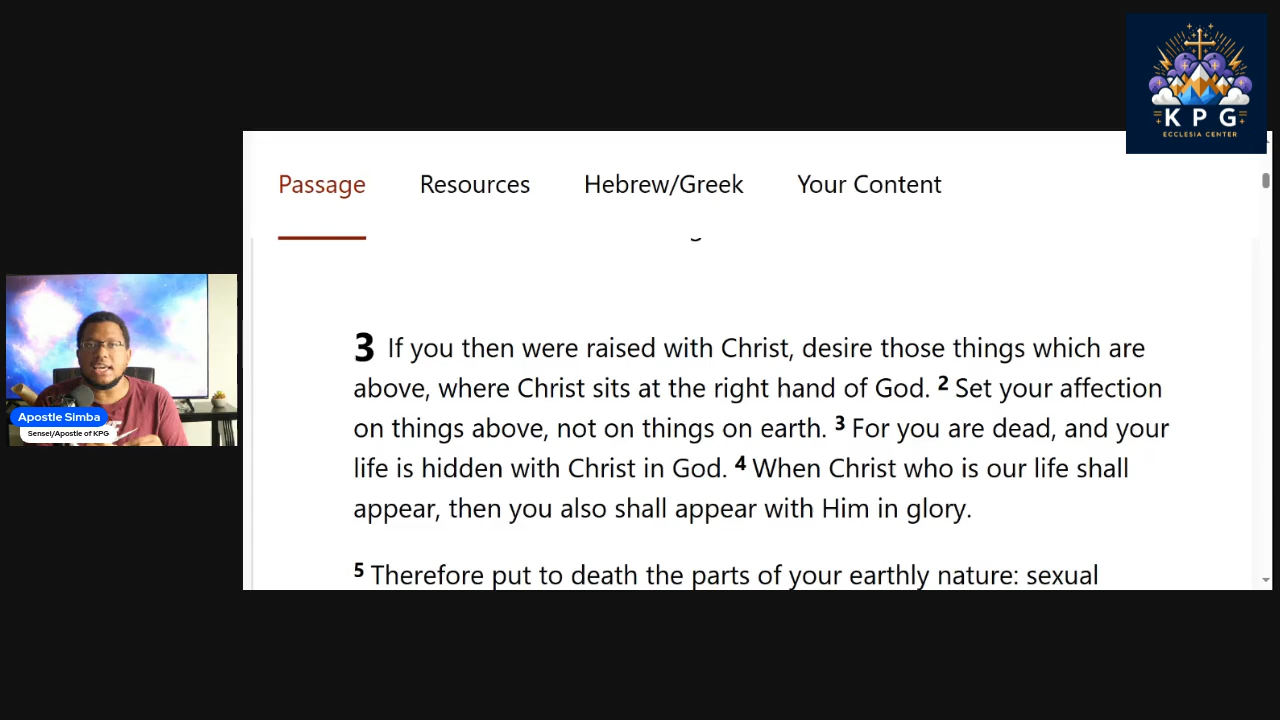 K P G
ECCLESIA CENTER
Passage
Resources
Hebrew/Greek
Your Content
3 If you then were raised with Christ, desire those things which are
above, where Christ sits at the right hand of God. 2 Set your affection
on things above, not on things on earth. 3 For you are dead, and your
life is hidden with Christ in God. 4 When Christ who is our life shall
appear, then you also shall appear with Him in glory.
5 Therefore put to death the parts of your earthly nature: sexual
Apostle Simba
Sensei/Apostle of KPG